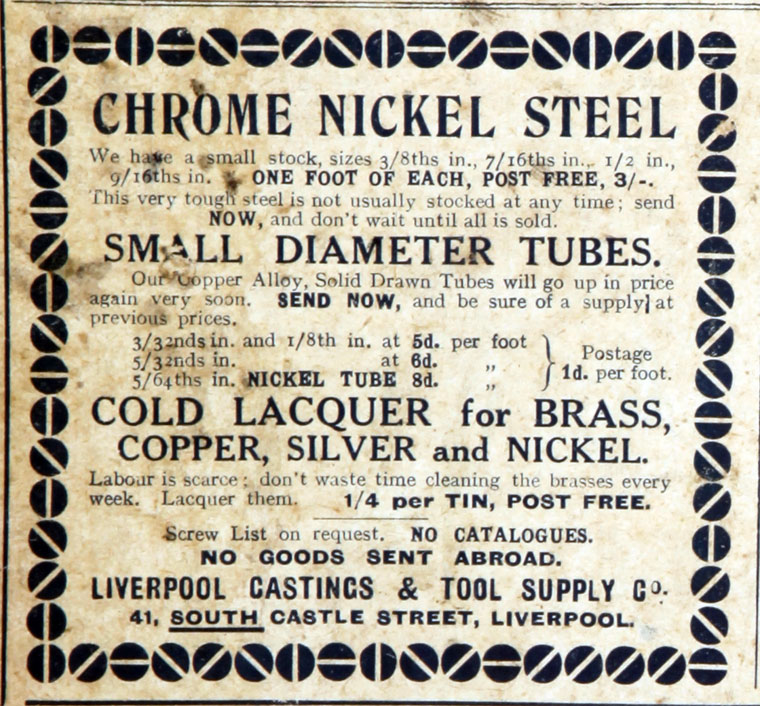 CHROME NICKEL STEEL
We have a small stock, sizes 3/8ths in., 7/16ths in., 1/2 in.,
9/16ths in. ONE FOOT OF EACH, POST FREE, 3/-.
This very tough steel is not usually stocked at any time; send
NOW, and don't wait until all is sold.
SMALL DIAMETER TUBES.
Our Copper Alloy, Solid Drawn Tubes will go up in price
again very soon. SEND NOW, and be sure of a supply at
previous prices.
3/32nds in. and 1/8th in. at 5d. per foot
5/32nds in. at 6d. „
5/64ths in. NICKEL TUBE 8d. „
Postage
1d. per foot.
COLD LACQUER for BRASS,
COPPER, SILVER and NICKEL.
Labour is scarce: don't waste time cleaning the brasses every
week. Lacquer them. 1/4 per TIN, POST FREE.
Screw List on request. NO CATALOGUES.
NO GOODS SENT ABROAD.
LIVERPOOL CASTINGS & TOOL SUPPLY Co.
41, SOUTH CASTLE STREET, LIVERPOOL.